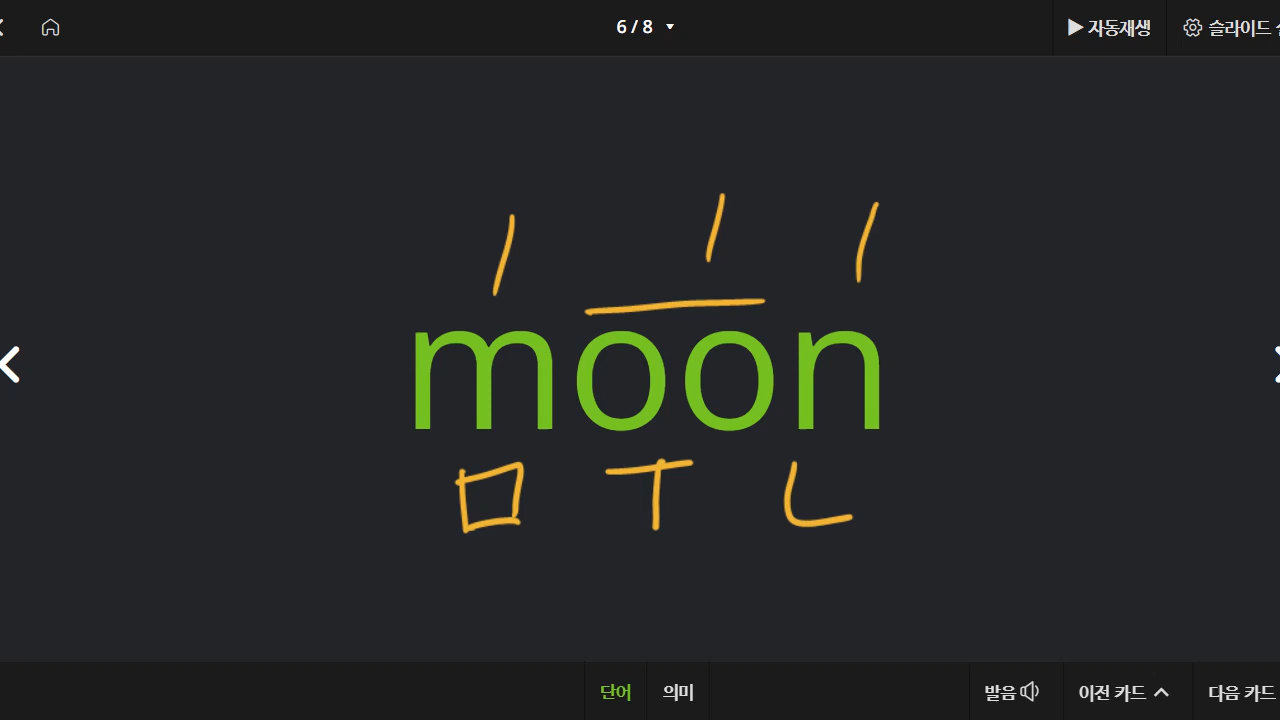 6 / 8
자동재생
슬라이드
moon
ㅁ ㅜ ㄴ
단어
의미
발음
이전 카드
다음 카드